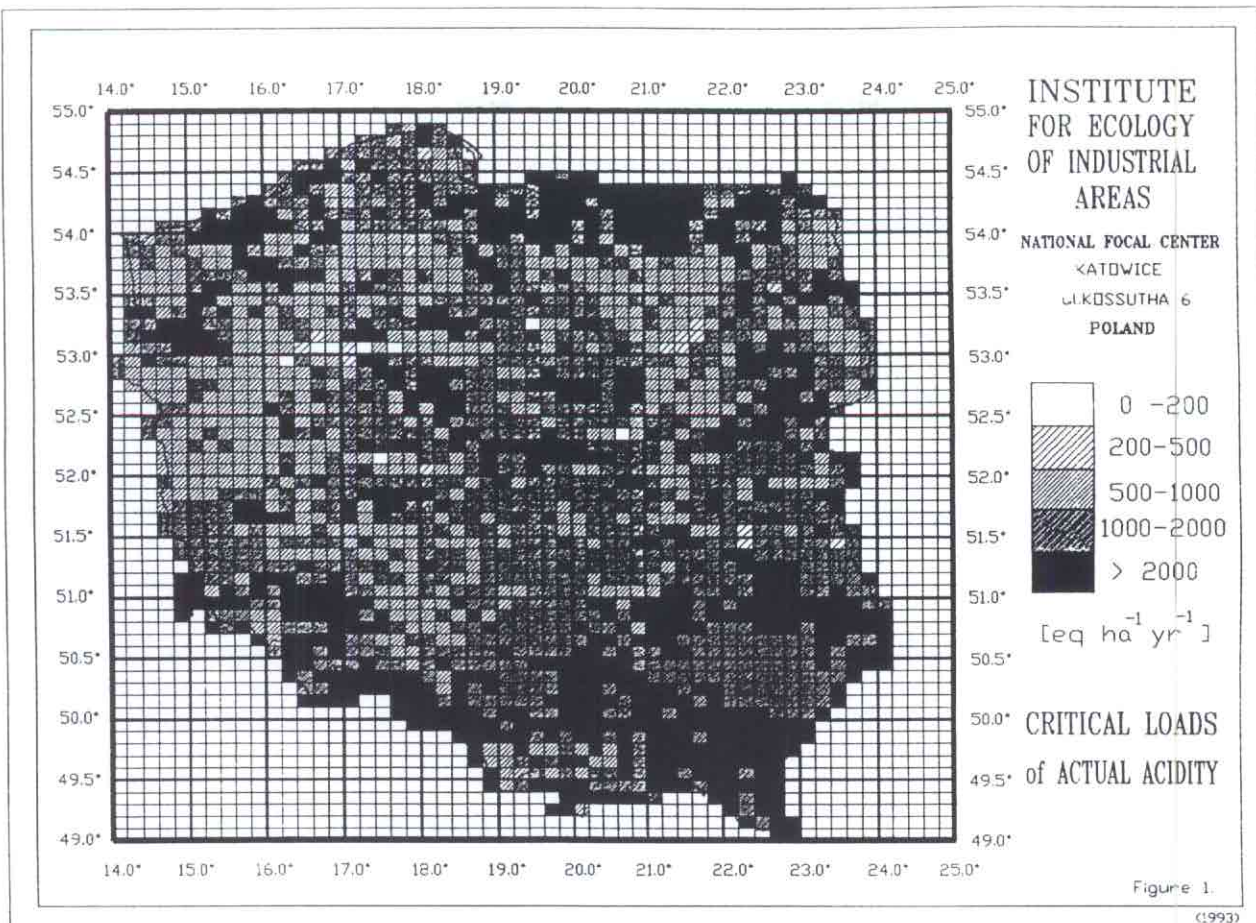 14.0° 15.0° 16.0° 17.0° 18.0° 19.0° 20.0° 21.0° 22.0° 23.0° 24.0° 25.0°
55.0° 55.0°
54.5° 54.5°
54.0° 54.0°
53.5° 53.5°
53.0° 53.0°
52.5° 52.5°
52.0° 52.0°
51.5° 51.5°
51.0° 51.0°
50.5° 50.5°
50.0° 50.0°
49.5° 49.5°
49.0° 49.0°
14.0° 15.0° 16.0° 17.0° 18.0° 19.0° 20.0° 21.0° 22.0° 23.0° 24.0° 25.0°
INSTITUTE
FOR ECOLOGY
OF INDUSTRIAL
AREAS
NATIONAL FOCAL CENTER
KATOWICE
ul.KOSSUTHA 6
POLAND
0 -200
200-500
500-1000
1000-2000
> 2000
[eq ha⁻¹ yr⁻¹]
CRITICAL LOADS
of ACTUAL ACIDITY
Figure 1.
(1993)